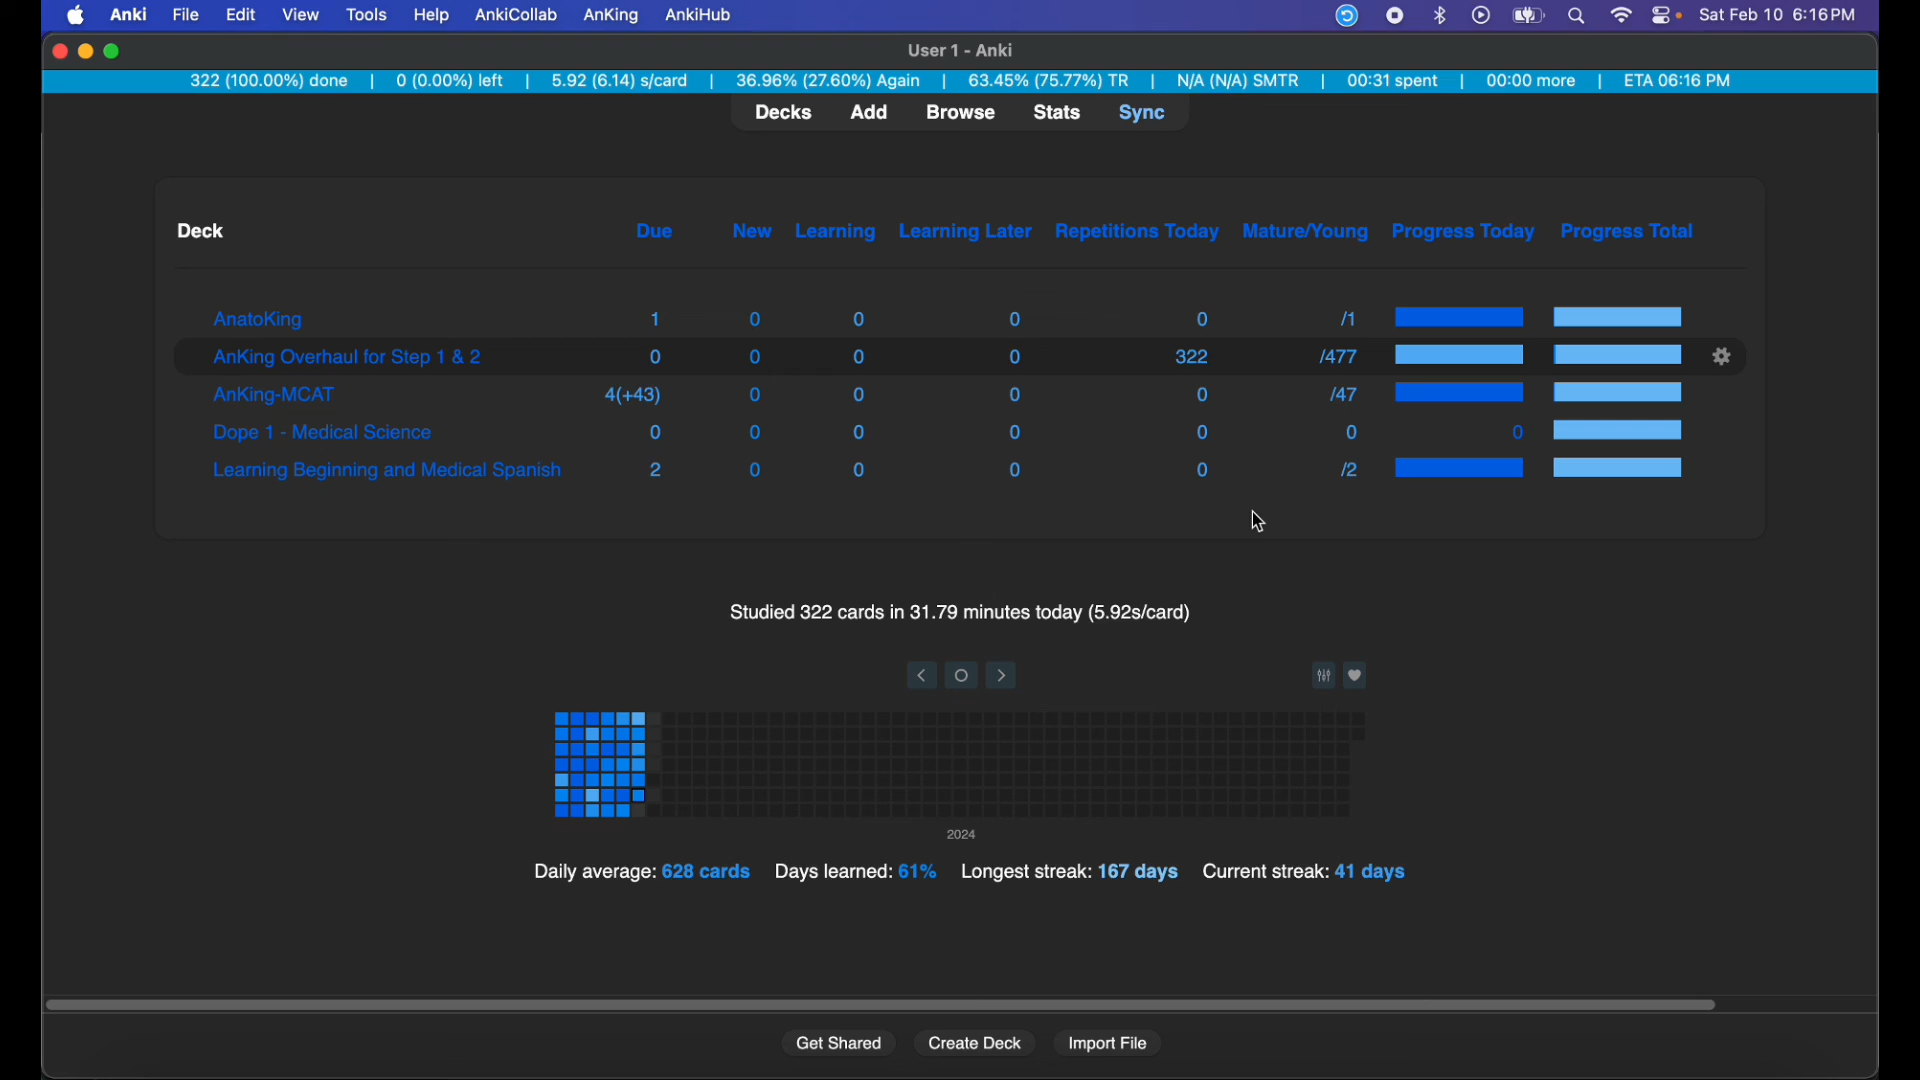 Anki File Edit View Tools Help AnkiCollab AnKing AnkiHub Sat Feb 10 6:16 PM
User 1 - Anki
322 (100.00%) done | 0 (0.00%) left | 5.92 (6.14) s/card | 36.96% (27.60%) Again | 63.45% (75.77%) TR | N/A (N/A) SMTR | 00:31 spent | 00:00 more | ETA 06:16 PM
Decks Add Browse Stats Sync
Deck Due New Learning Learning Later Repetitions Today Mature/Young Progress Today Progress Total
AnatoKing 1 0 0 0 0 /1
AnKing Overhaul for Step 1 & 2 0 0 0 0 322 /477
AnKing-MCAT 4(+43) 0 0 0 0 /47
Dope 1 - Medical Science 0 0 0 0 0 0 0
Learning Beginning and Medical Spanish 2 0 0 0 0 /2
Studied 322 cards in 31.79 minutes today (5.92s/card)
2024
Daily average: 628 cards Days learned: 61% Longest streak: 167 days Current streak: 41 days
Get Shared Create Deck Import File